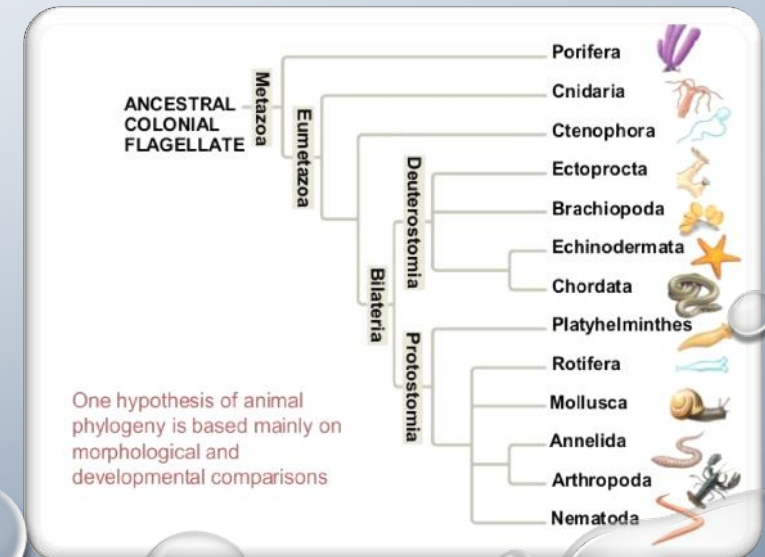 ANCESTRAL
COLONIAL
FLAGELLATE
Metazoa
Eumetazoa
Bilateria
Deuterostomia
Protostomia
Porifera
Cnidaria
Ctenophora
Ectoprocta
Brachiopoda
Echinodermata
Chordata
Platyhelminthes
Rotifera
Mollusca
Annelida
Arthropoda
Nematoda
One hypothesis of animal
phylogeny is based mainly on
morphological and
developmental comparisons